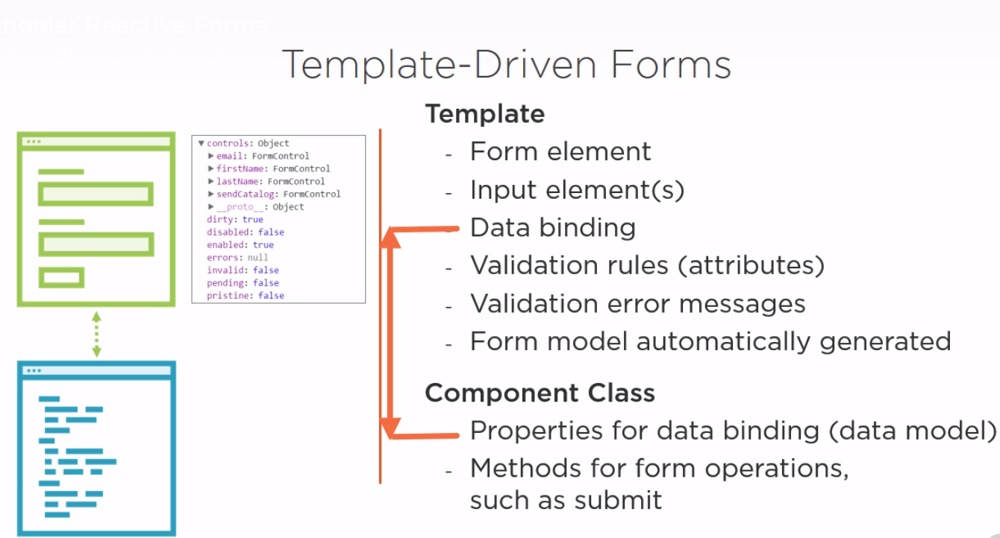 Angular Reactive Forms
Template-Driven Forms
Template
- Form element
- Input element(s)
- Data binding
- Validation rules (attributes)
- Validation error messages
- Form model automatically generated
Component Class
Properties for data binding (data model)
- Methods for form operations,
such as submit
▼ controls: Object
▶ email: FormControl
▶ firstName: FormControl
▶ lastName: FormControl
▶ sendCatalog: FormControl
▶ __proto__: Object
dirty: true
disabled: false
enabled: true
errors: null
invalid: false
pending: false
pristine: false